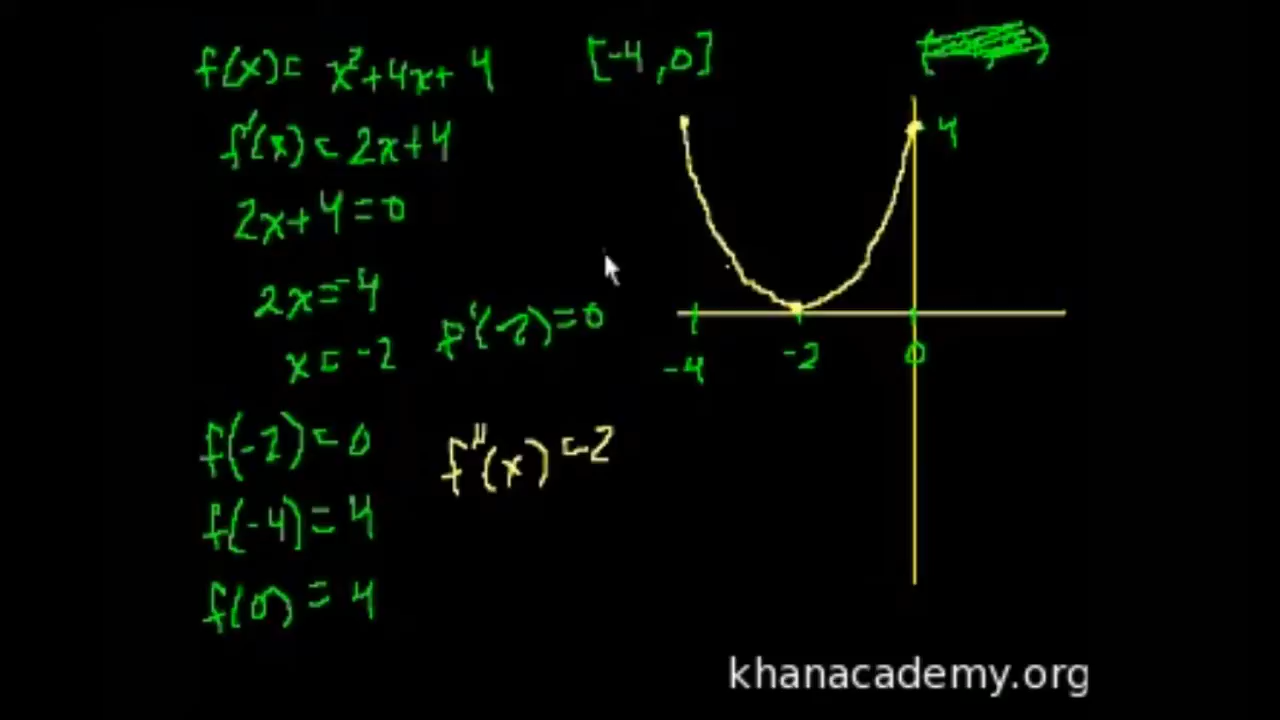 f(x) = x²+4x+ 4
[-4,0]
f'(x) = 2x+4
4
2x+4=0
2x=-4
f'(-2)=0
x = -2
-4
-2
0
f(-2)=0
f''(x) =2
f(-4)=4
f(0) = 4
khanacademy.org